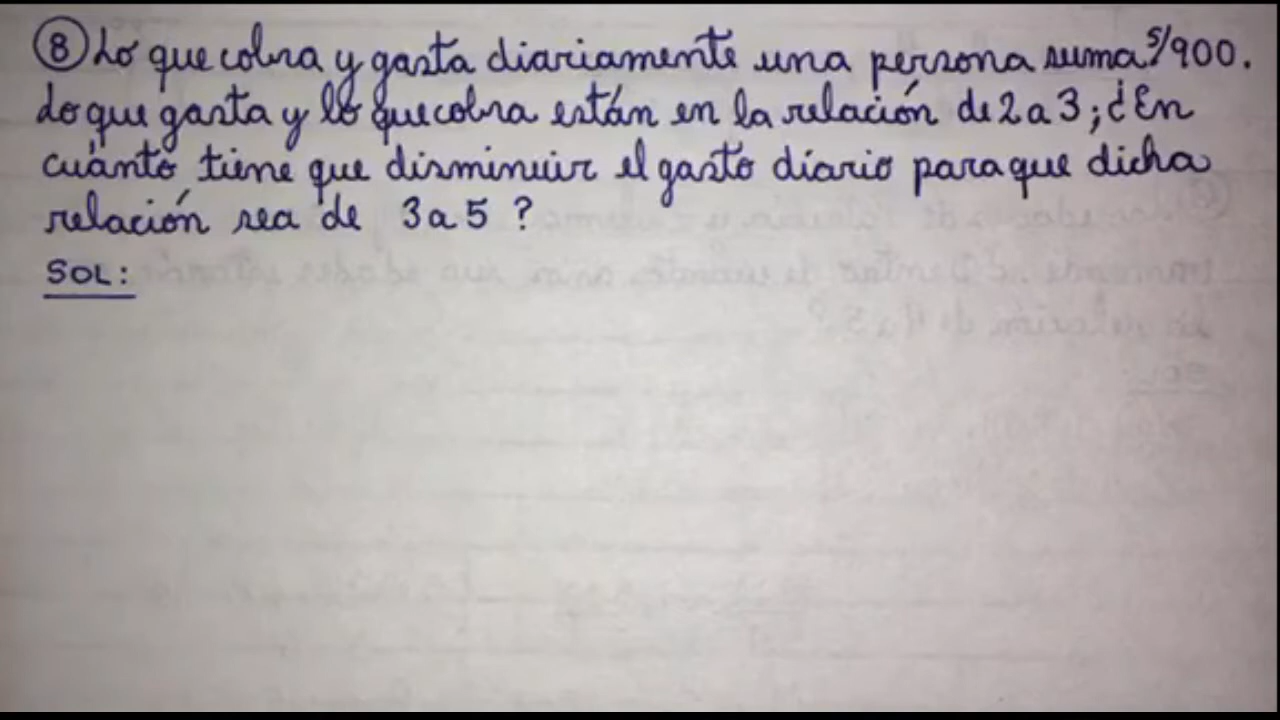 ⑧ Lo que cobra y gasta diariamente una persona suma S/900.
Lo que gasta y lo que cobra están en la relación de 2 a 3; ¿En
cuánto tiene que disminuir el gasto diario para que dicha
relación sea de 3 a 5 ?
SOL: